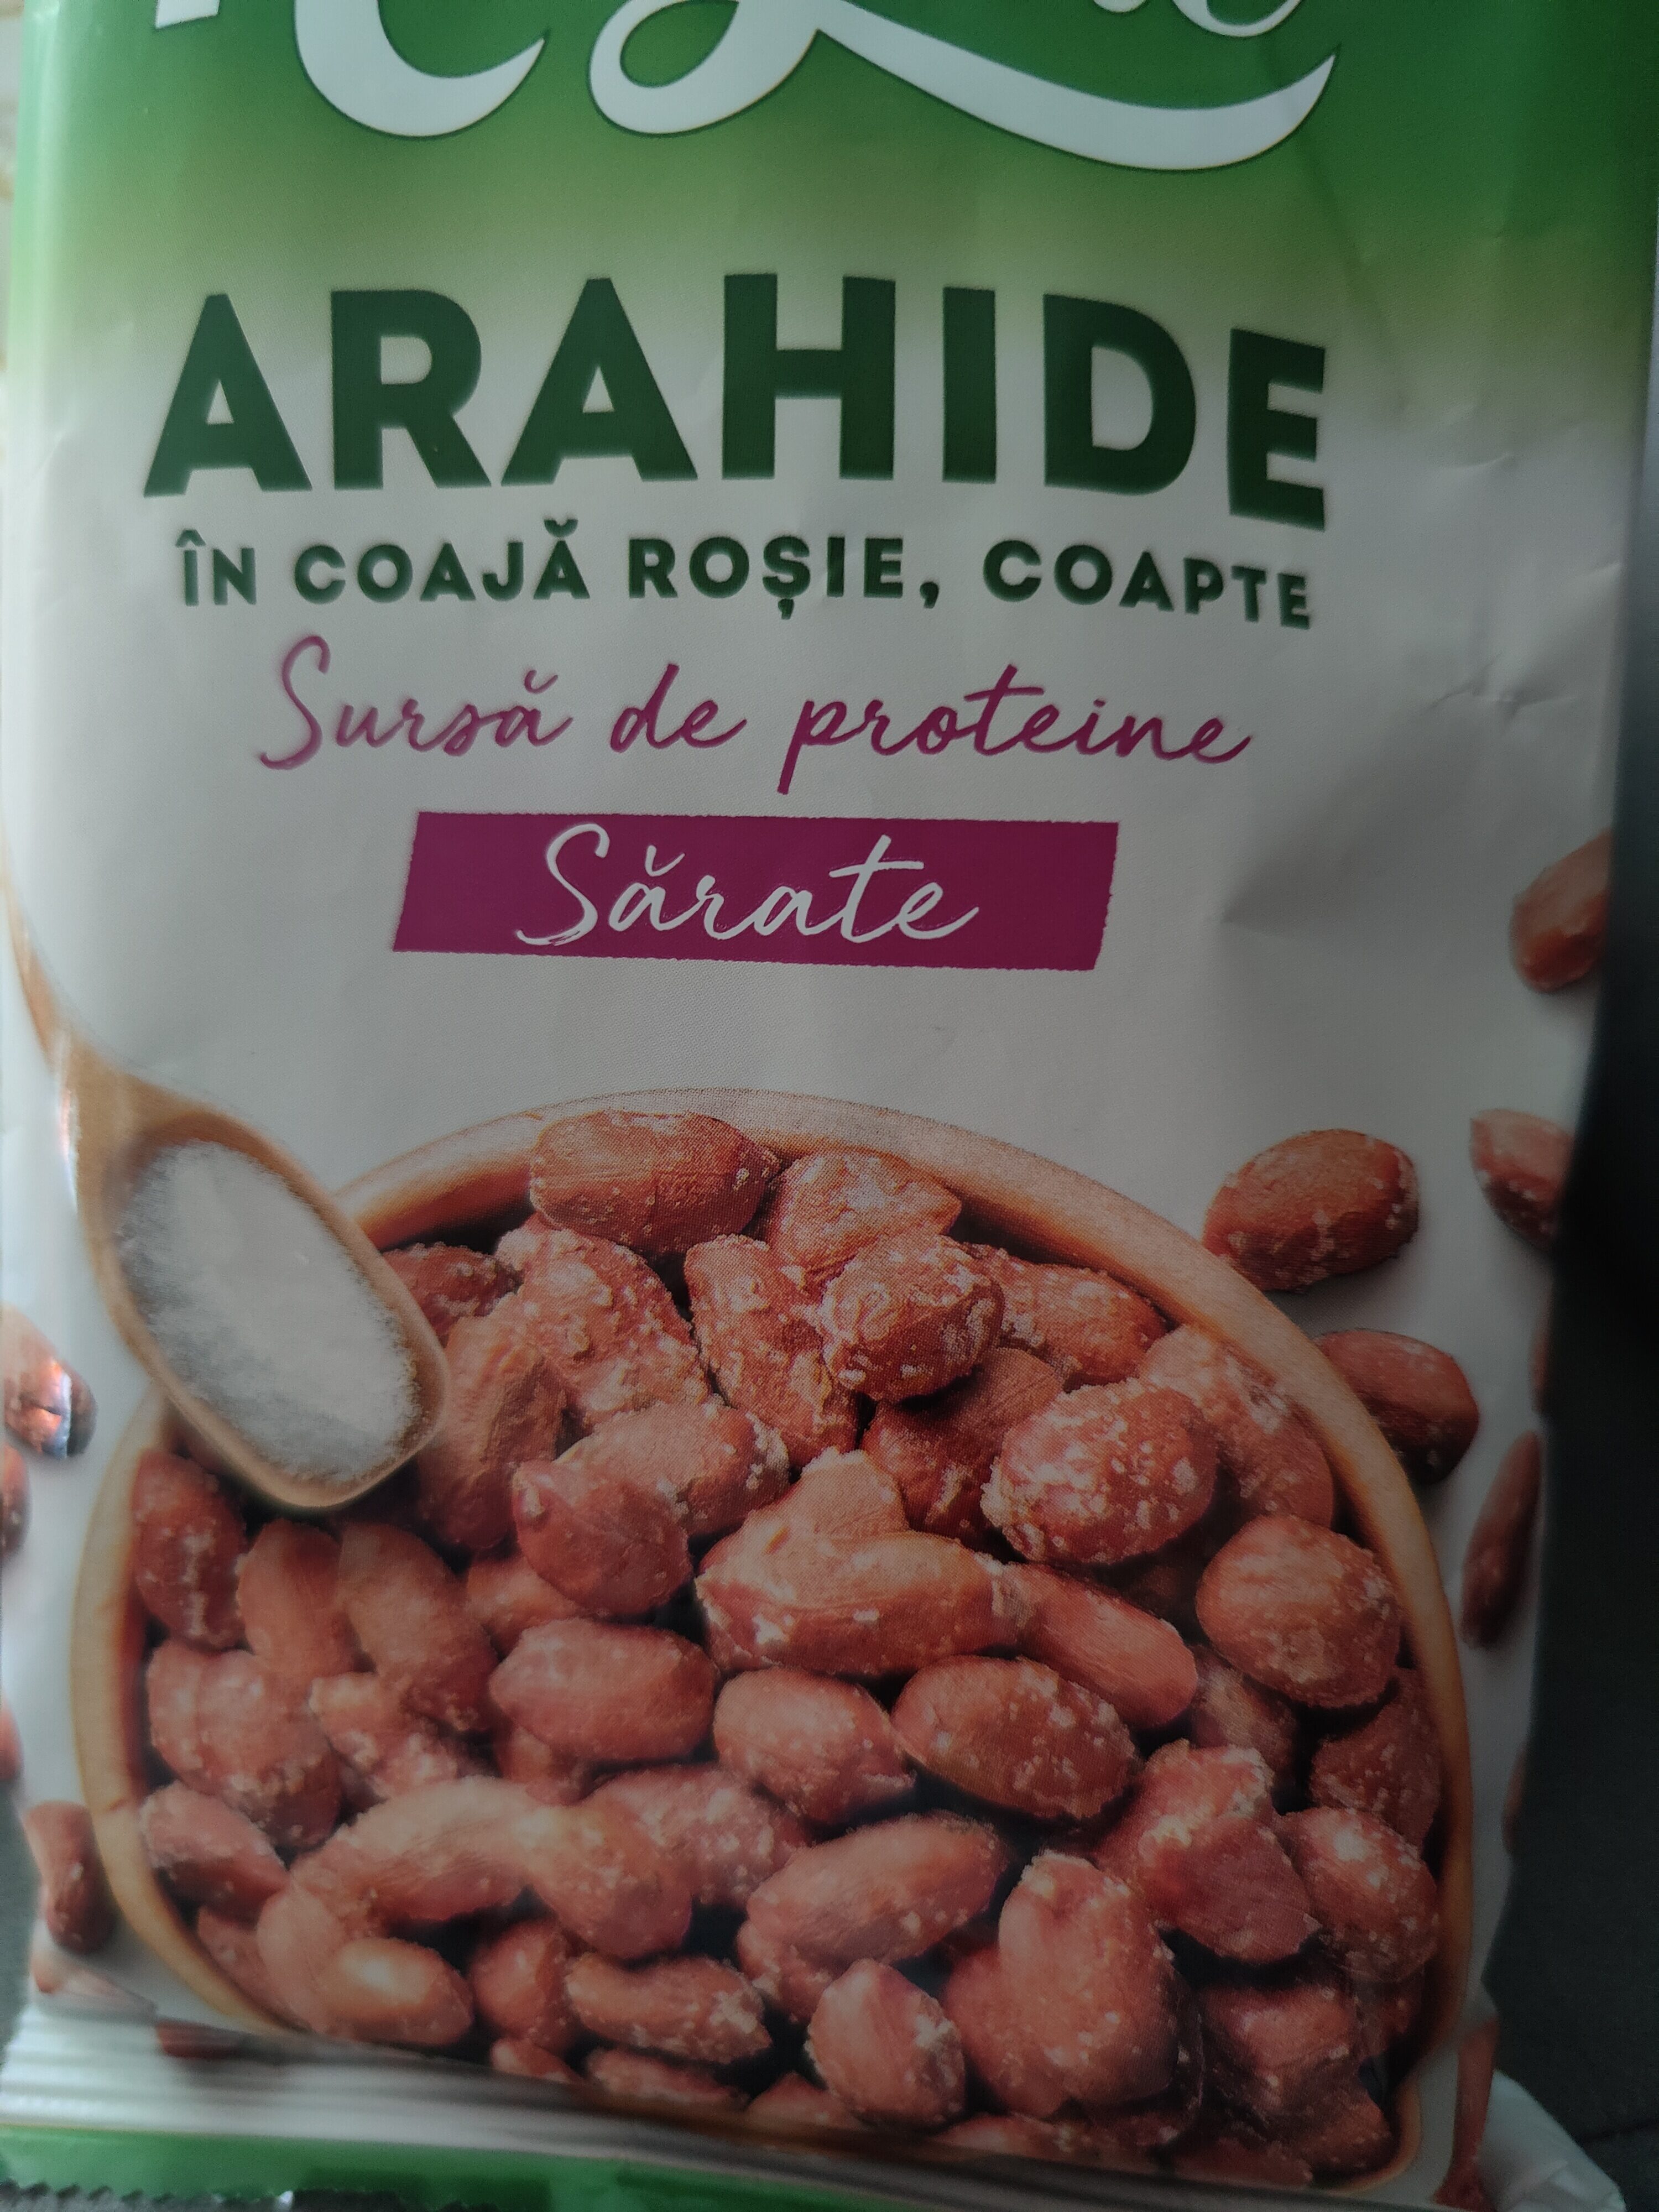 ARAHIDE
ÎN COAJĂ ROȘIE, COAPTE
Sursă de proteine
Sărate